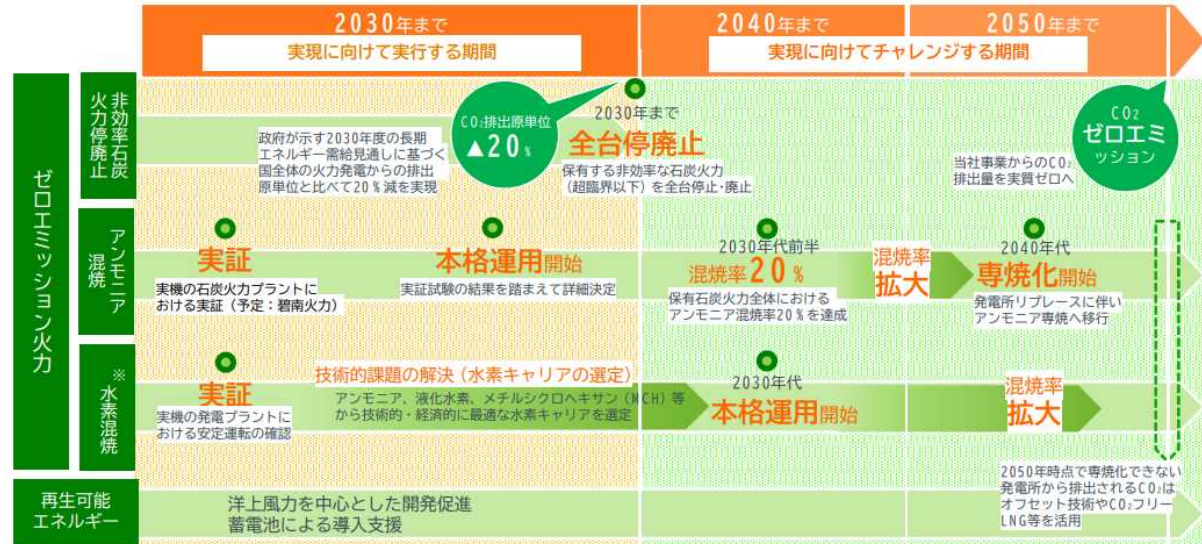 2030年まで
実現に向けて実行する期間
2040年まで
2050年まで
実現に向けてチャレンジする期間
ゼロエミッション火力
非効率石炭
火力停廃止
政府が示す2030年度の長期
エネルギー需給見通しに基づく
国全体の火力発電からの排出
原単位と比べて20%減を実現
CO₂排出原単位
▲20%
2030年まで
全台停廃止
保有する非効率な石炭火力
(超臨界以下)を全台停止・廃止
当社事業からのCO₂
排出量を実質ゼロへ
CO₂
ゼロエミ
ッション
アンモニア
混焼
実証
実機の石炭火力プラントに
おける実証(予定:碧南火力)
本格運用開始
実証試験の結果を踏まえて詳細決定
2030年代前半
混焼率20%
保有石炭火力全体における
アンモニア混焼率20%を達成
混焼率
拡大
2040年代
専焼化開始
発電所リプレースに伴い
アンモニア専焼へ移行
※水素混焼
実証
実機の発電プラントに
おける安定運転の確認
技術的課題の解決(水素キャリアの選定)
アンモニア、液化水素、メチルシクロヘキサン(MCH)等
から技術的・経済的に最適な水素キャリアを選定
2030年代
本格運用開始
混焼率
拡大
2050年時点で専焼化できない
発電所から排出されるCO₂は
オフセット技術やCO₂フリー
LNG等を活用
再生可能
エネルギー
洋上風力を中心とした開発促進
蓄電池による導入支援